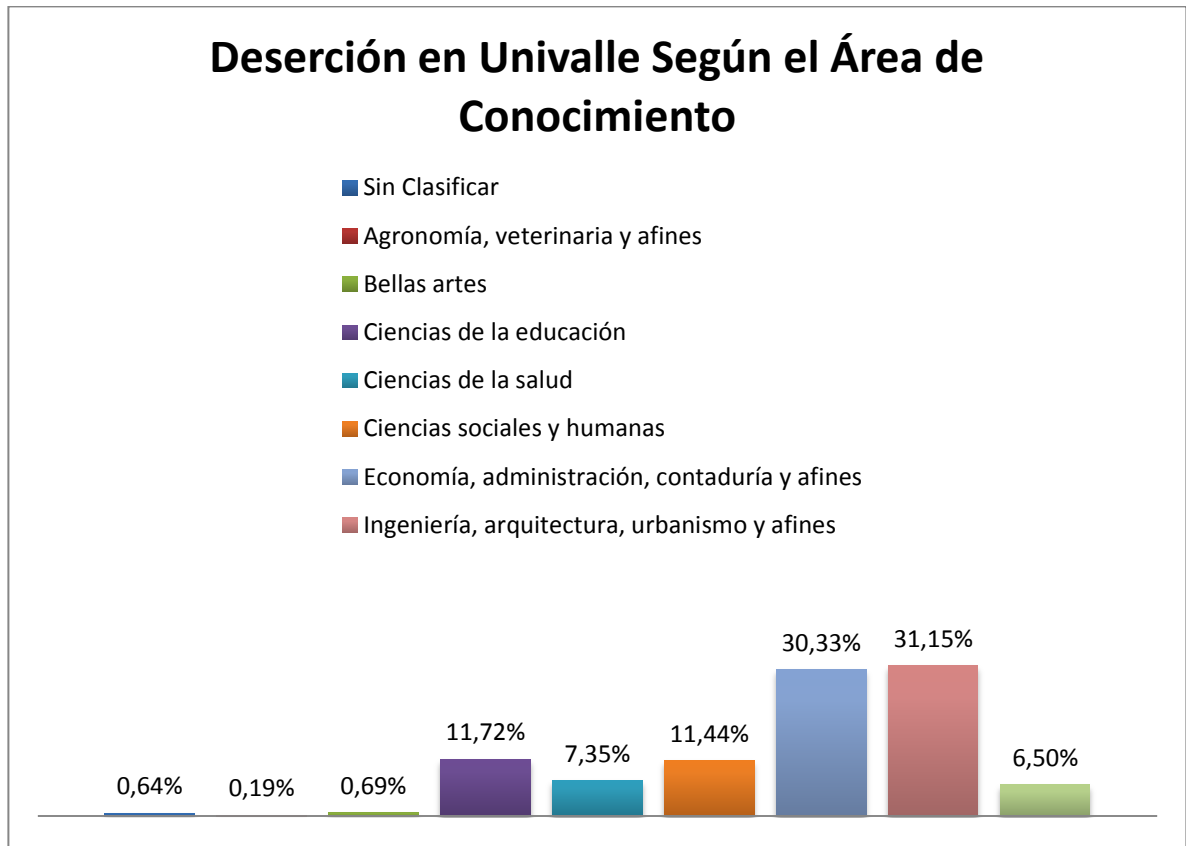 Deserción en Univalle Según el Área de
Conocimiento
Sin Clasificar
Agronomía, veterinaria y afines
Bellas artes
Ciencias de la educación
Ciencias de la salud
Ciencias sociales y humanas
Economía, administración, contaduría y afines
Ingeniería, arquitectura, urbanismo y afines
0,64%
0,19%
0,69%
11,72%
7,35%
11,44%
30,33%
31,15%
6,50%